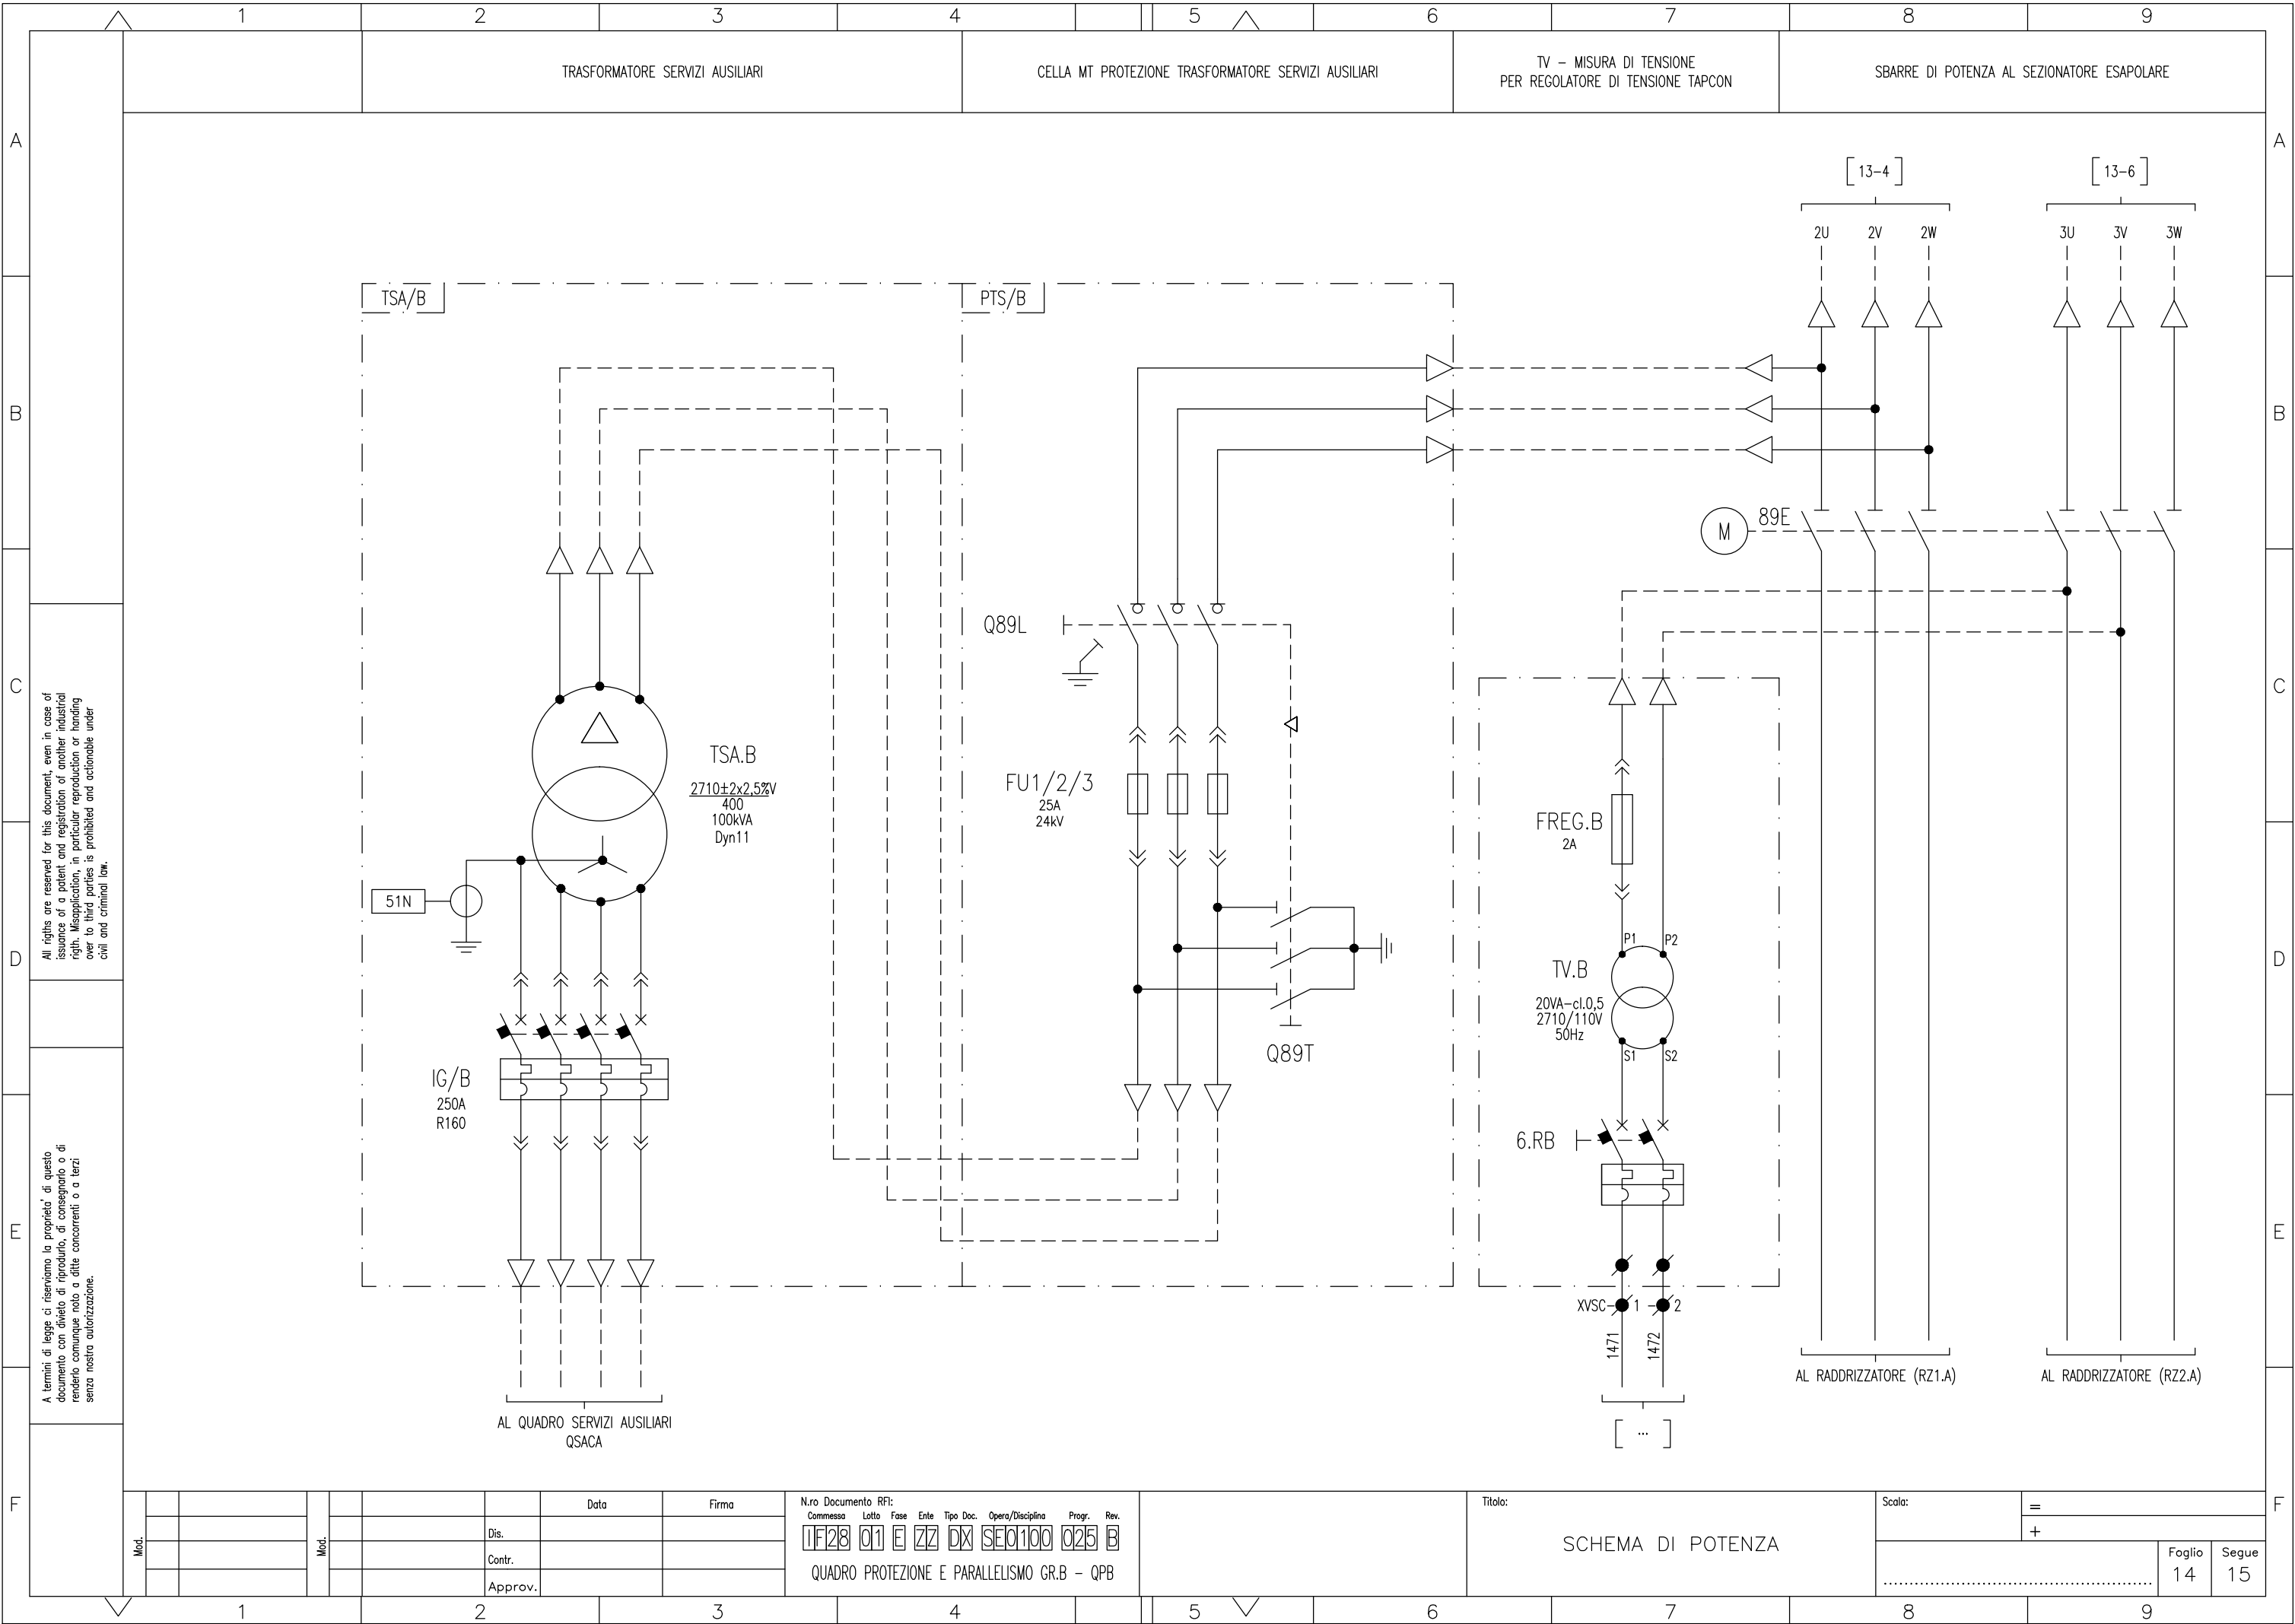 1 2 3 4 5 6 7 8 9
TRASFORMATORE SERVIZI AUSILIARI
CELLA MT PROTEZIONE TRASFORMATORE SERVIZI AUSILIARI
TV – MISURA DI TENSIONE
PER REGOLATORE DI TENSIONE TAPCON
SBARRE DI POTENZA AL SEZIONATORE ESAPOLARE
A A
13-4
13-6
2U 2V 2W
3U 3V 3W
TSA/B
PTS/B
B B
M
89E
Q89L
C C
TSA.B
2710±2x2,5%V
400
100kVA
Dyn11
FU1/2/3
25A
24kV
FREG.B
2A
51N
D D
P1 P2
TV.B
20VA-cl.0,5
2710/110V
50Hz
S1 S2
Q89T
IG/B
250A
R160
6.RB
E E
XVSC- 1 - 2
1471
1472
AL RADDRIZZATORE (RZ1.A)
AL RADDRIZZATORE (RZ2.A)
AL QUADRO SERVIZI AUSILIARI
QSACA
...
All rigths are reserved for this document, even in case of
issuance of a patent and registration of another industrial
rigth. Misapplication, in particular reproduction or handing
over to third parties is prohibited and actionable under
civil and criminal law.
A termini di legge ci riserviamo la proprieta' di questo
documento con divieto di riprodurlo, di consegnarlo o di
renderlo comunque noto a ditte concorrenti o a terzi
senza nostra autorizzazione.
F F
Mod.
Mod.
Data
Firma
Dis.
Contr.
Approv.
N.ro Documento RFI:
Commessa Lotto Fase Ente Tipo Doc. Opera/Disciplina Progr. Rev.
IF28 01 E ZZ DX SE0100 025 B
QUADRO PROTEZIONE E PARALLELISMO GR.B – QPB
Titolo:
SCHEMA DI POTENZA
Scala:
=
+
Foglio
14
Segue
15
1 2 3 4 5 6 7 8 9